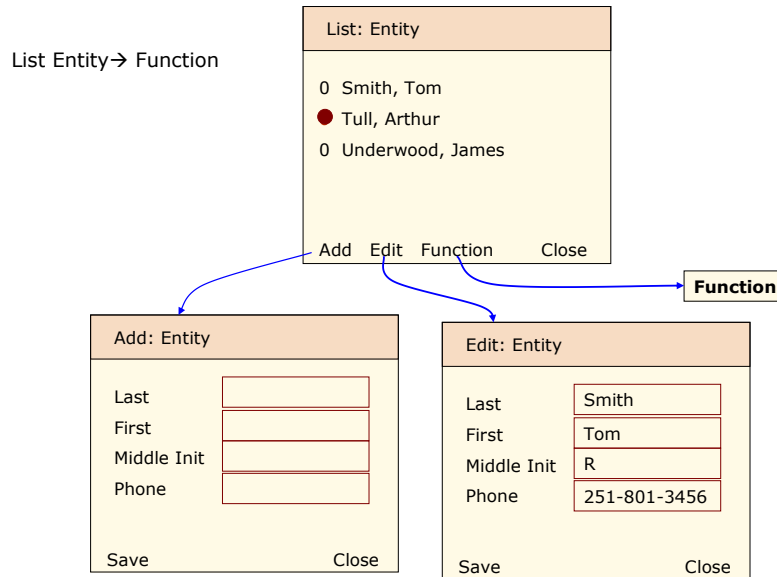 List: Entity
List Entity→ Function
0 Smith, Tom
Tull, Arthur
0 Underwood, James
Add Edit Function Close
Function
Add: Entity
Last
First
Middle Init
Phone
Save Close
Edit: Entity
Last Smith
First Tom
Middle Init R
Phone 251-801-3456
Save Close